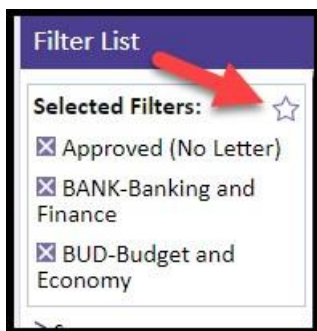 Filter List
Selected Filters:
Approved (No Letter)
BANK-Banking and
Finance
BUD-Budget and
Economy